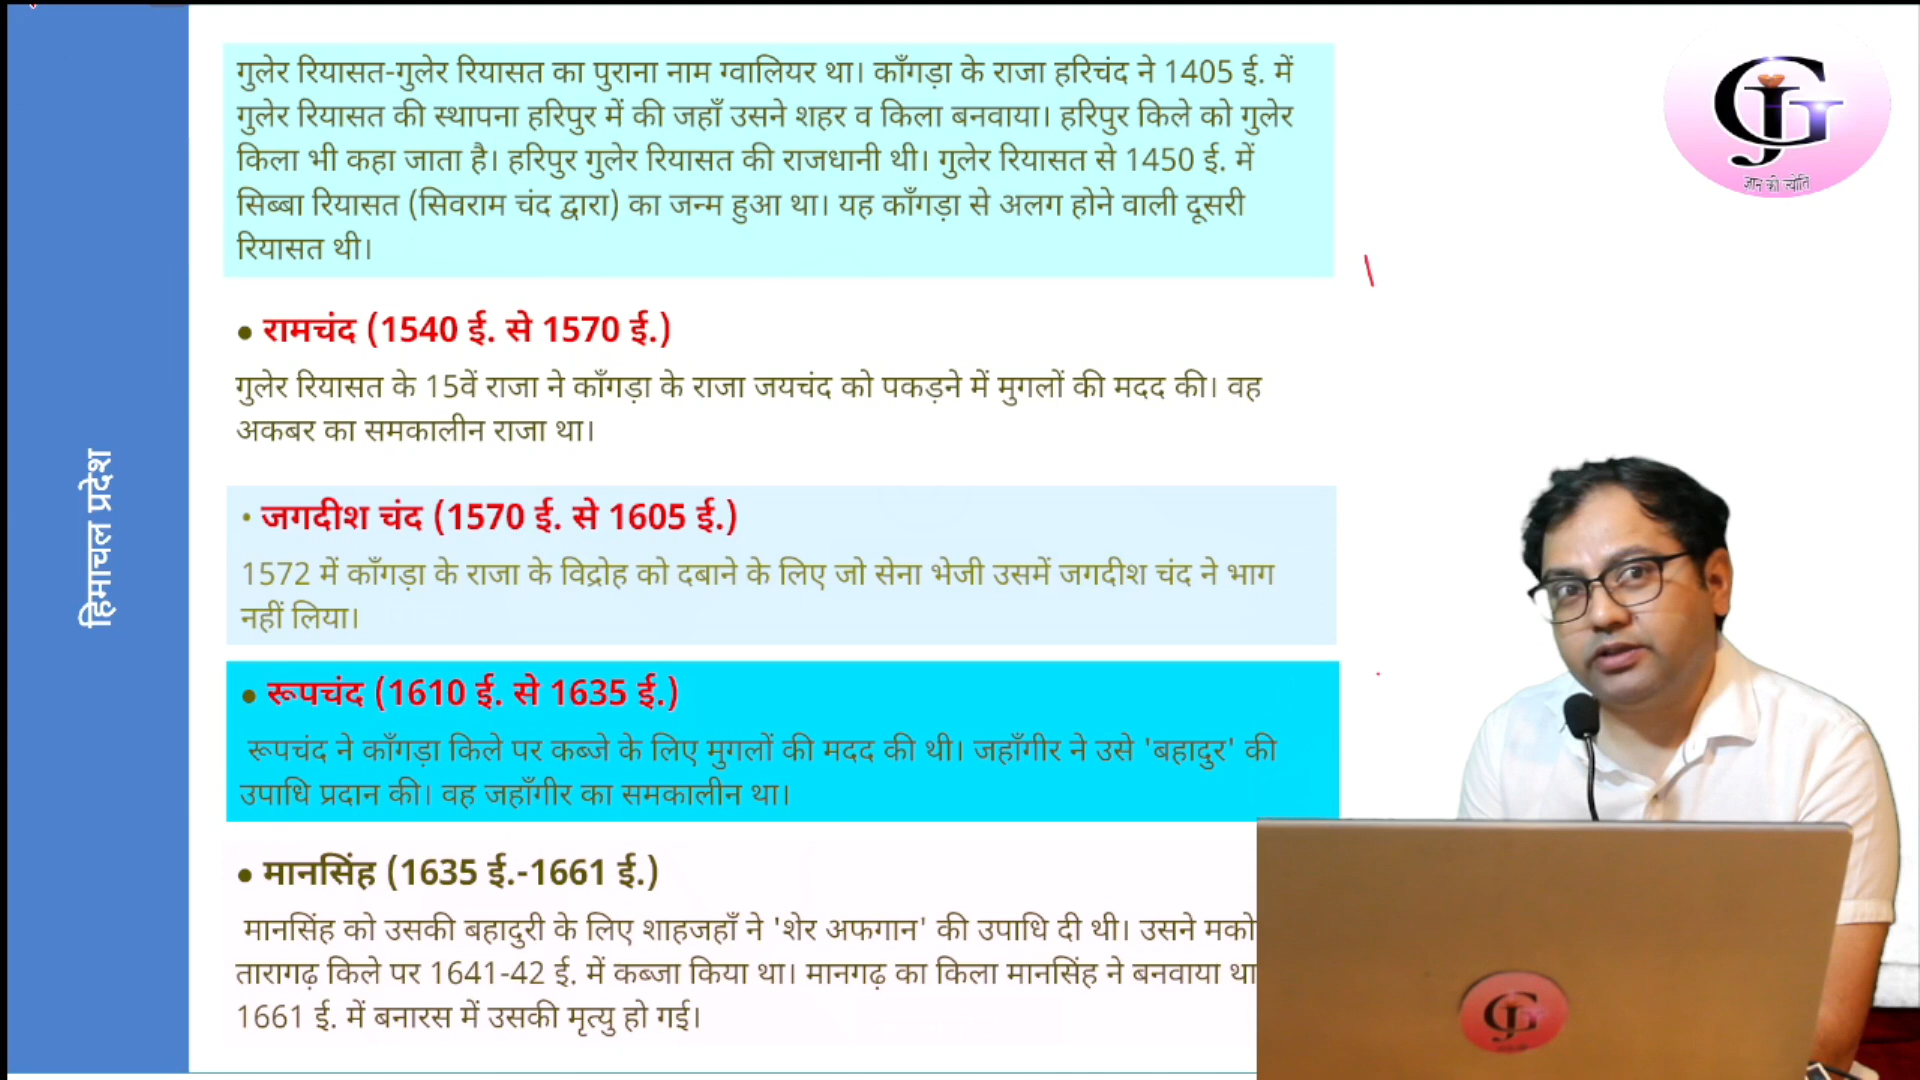 गुलेर रियासत-गुलेर रियासत का पुराना नाम ग्वालियर था। काँगड़ा के राजा हरिचंद ने 1405 ई. में
गुलेर रियासत की स्थापना हरिपुर में की जहाँ उसने शहर व किला बनवाया। हरिपुर किले को गुलेर
किला भी कहा जाता है। हरिपुर गुलेर रियासत की राजधानी थी। गुलेर रियासत से 1450 ई. में
सिब्बा रियासत (सिवराम चंद द्वारा) का जन्म हुआ था। यह काँगड़ा से अलग होने वाली दूसरी
रियासत थी।
• रामचंद (1540 ई. से 1570 ई.)
गुलेर रियासत के 15वें राजा ने काँगड़ा के राजा जयचंद को पकड़ने में मुगलों की मदद की। वह
अकबर का समकालीन राजा था।
• जगदीश चंद (1570 ई. से 1605 ई.)
1572 में काँगड़ा के राजा के विद्रोह को दबाने के लिए जो सेना भेजी उसमें जगदीश चंद ने भाग
नहीं लिया।
• रूपचंद (1610 ई. से 1635 ई.)
रूपचंद ने काँगड़ा किले पर कब्जे के लिए मुगलों की मदद की थी। जहाँगीर ने उसे 'बहादुर' की
उपाधि प्रदान की। वह जहाँगीर का समकालीन था।
• मानसिंह (1635 ई.-1661 ई.)
मानसिंह को उसकी बहादुरी के लिए शाहजहाँ ने 'शेर अफगान' की उपाधि दी थी। उसने मको
तारागढ़ किले पर 1641-42 ई. में कब्जा किया था। मानगढ़ का किला मानसिंह ने बनवाया था
1661 ई. में बनारस में उसकी मृत्यु हो गई।
हिमाचल प्रदेश
GJ
ज्ञान की ज्योति
GJ